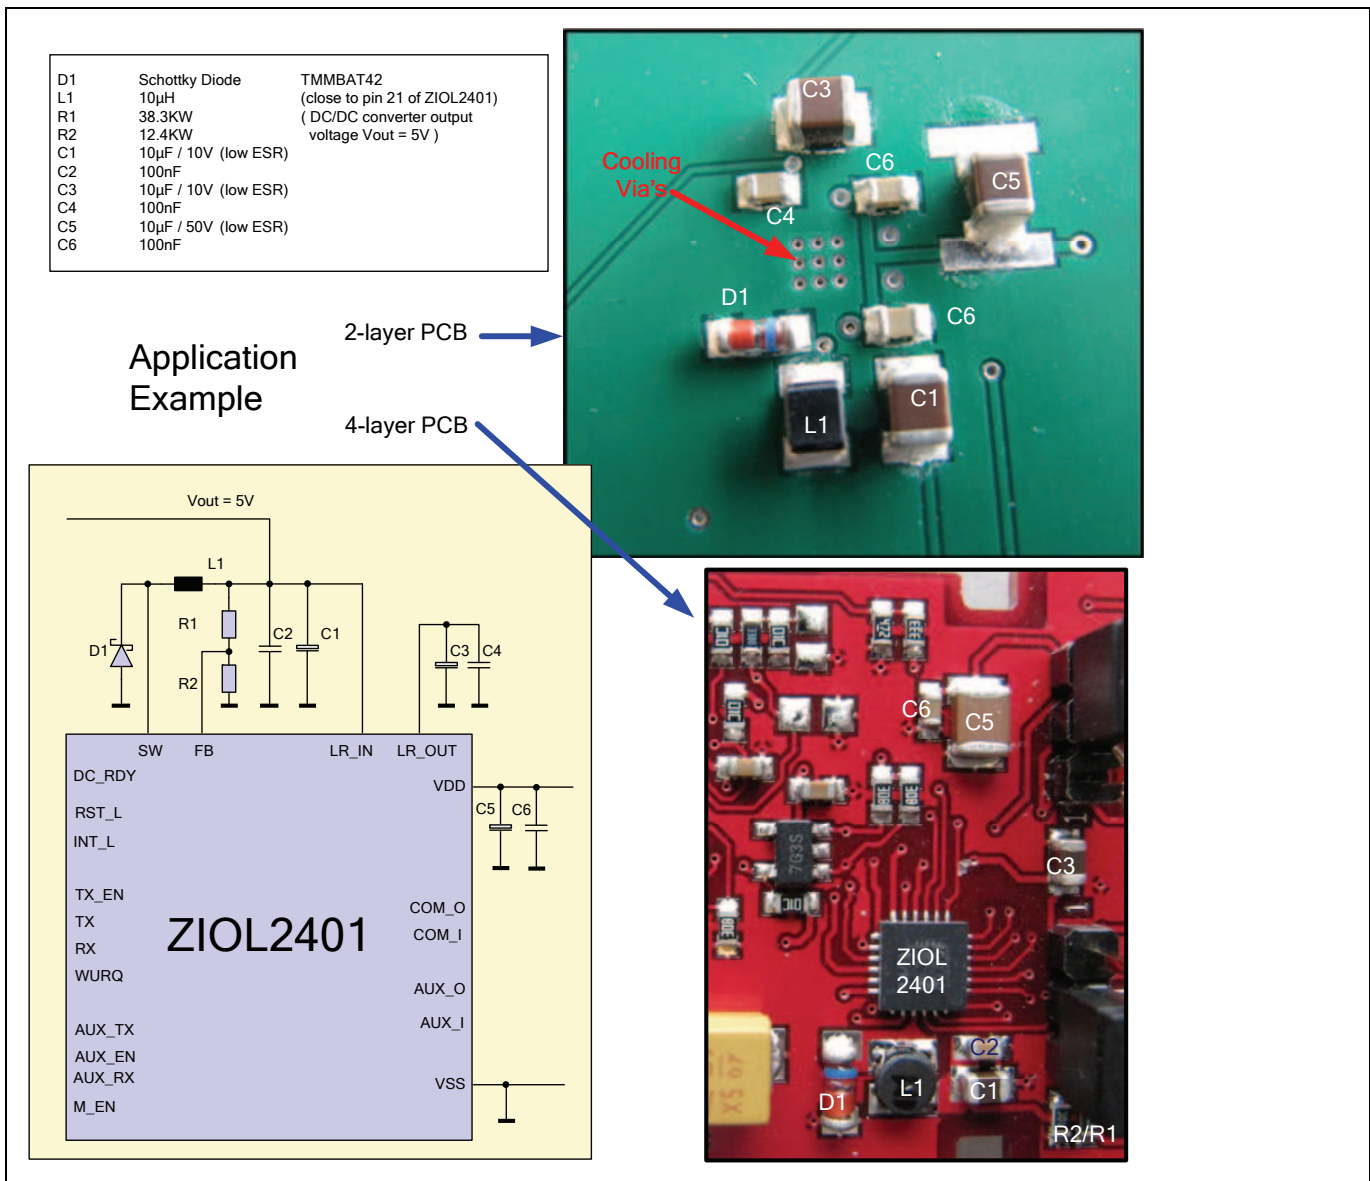 D1 Schottky Diode TMMBAT42
L1 10µH (close to pin 21 of ZIOL2401)
R1 38.3KW ( DC/DC converter output
R2 12.4KW voltage Vout = 5V )
C1 10µF / 10V (low ESR)
C2 100nF
C3 10µF / 10V (low ESR)
C4 100nF
C5 10µF / 50V (low ESR)
C6 100nF
C3
Cooling
Via's
C6
C5
C4
D1
C6
L1
C1
Application
Example
2-layer PCB
4-layer PCB
Vout = 5V
L1
R1
D1
C2
C1
R2
C3
C4
SW
FB
LR_IN
LR_OUT
DC_RDY
VDD
RST_L
C5
C6
INT_L
TX_EN
COM_O
TX
ZIOL2401
COM_I
RX
WURQ
AUX_O
AUX_TX
AUX_I
AUX_EN
AUX_RX
VSS
M_EN
C6
C5
7G3S
C3
ZIOL
2401
C2
D1
L1
C1
R2/R1